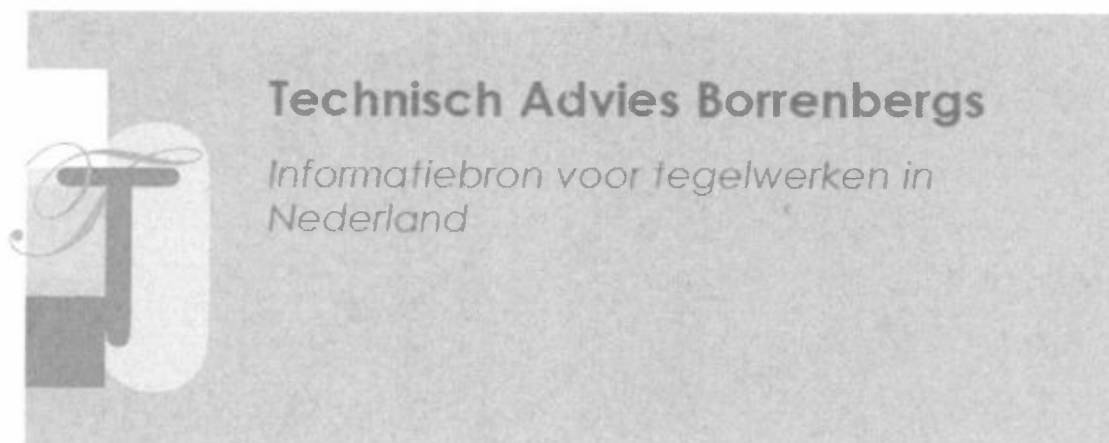 Technisch Advies Borrenbergs
Informatiebron voor tegelwerken in
Nederland
T
T